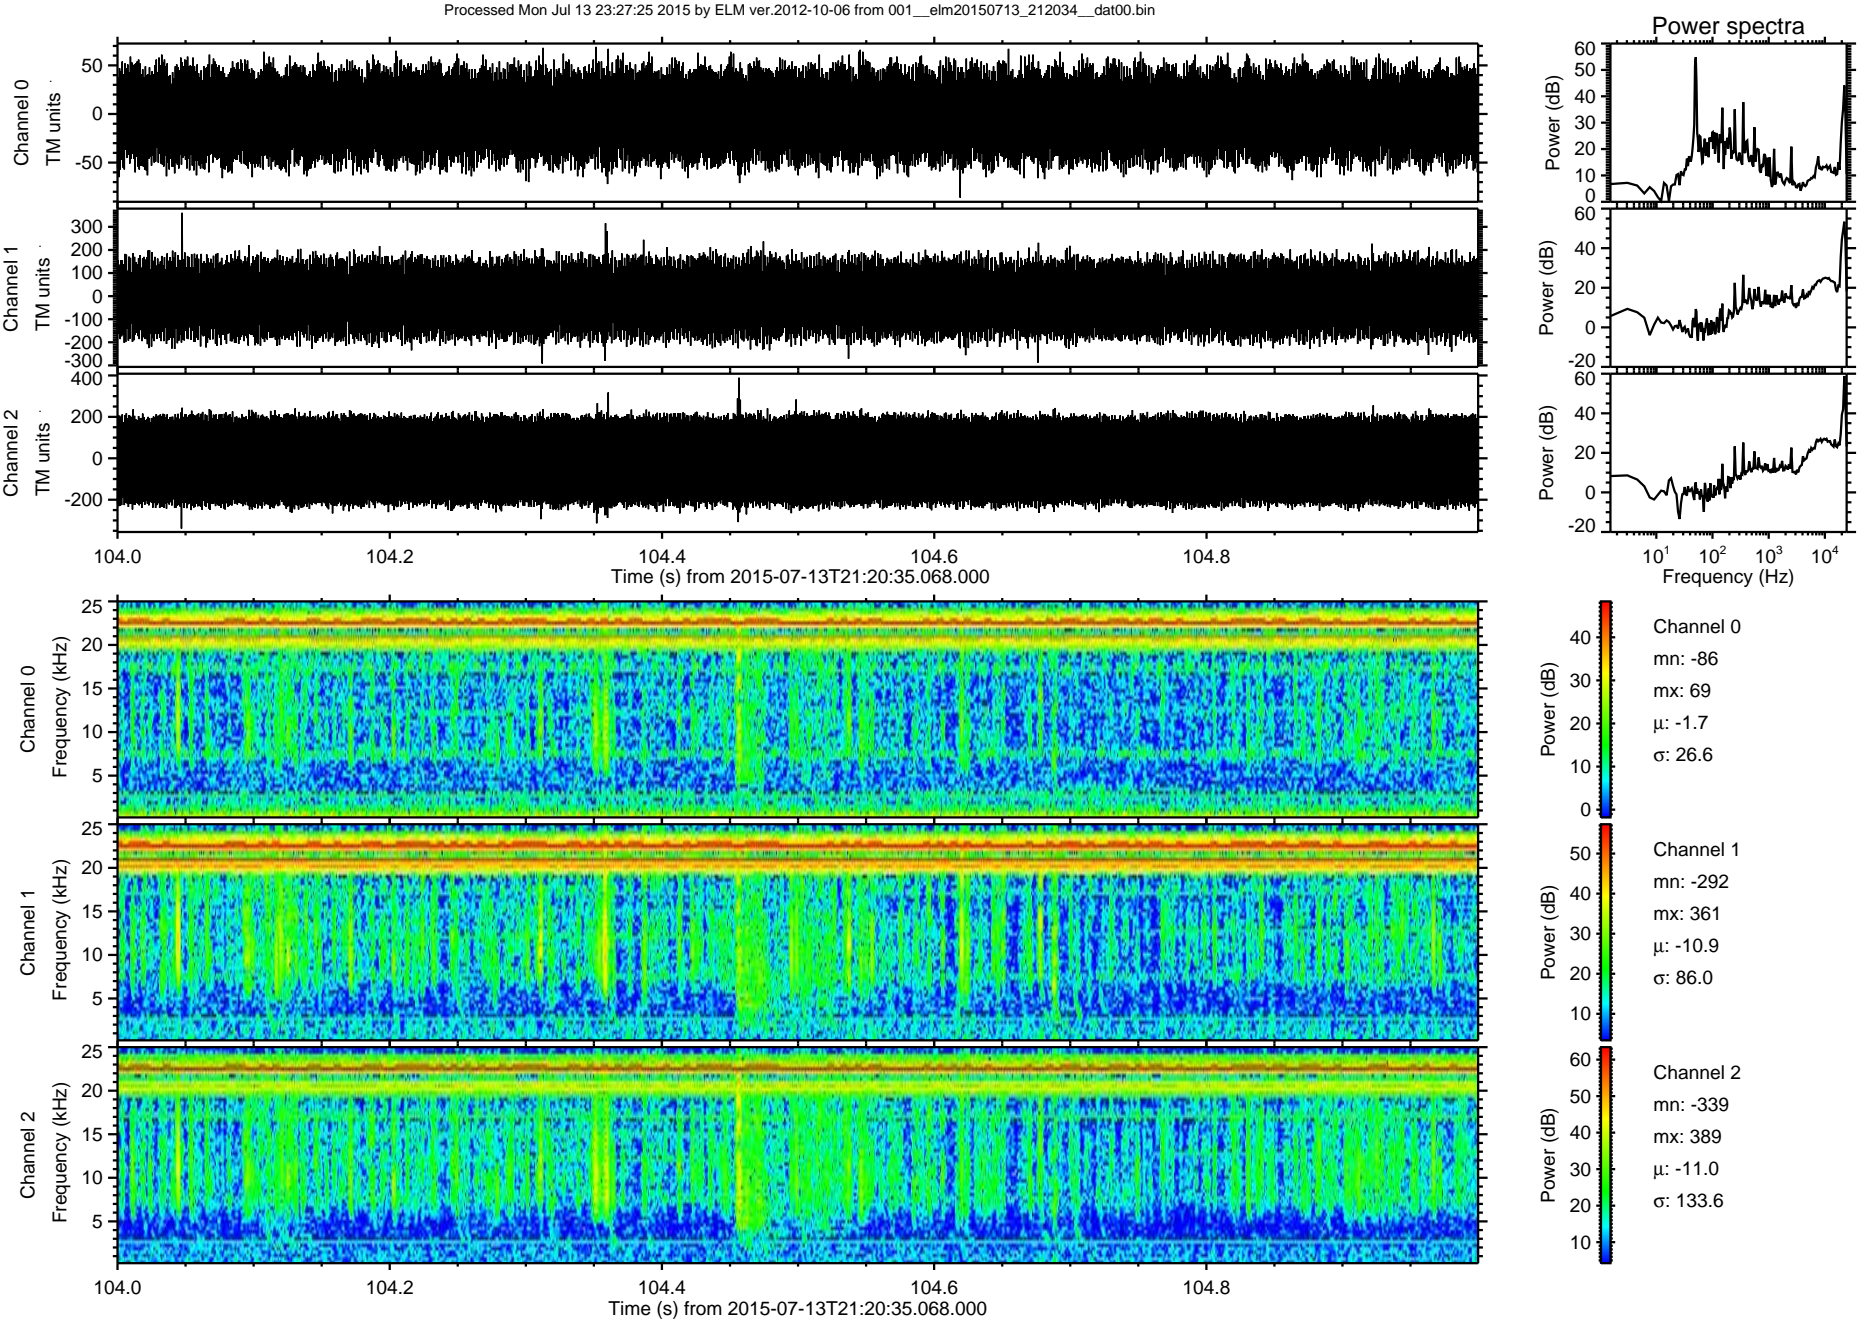 Processed Mon Jul 13 23:27:25 2015 by ELM ver.2012-10-06 from 001__elm20150713_212034__dat00.bin
Power spectra
Channel 0
TM units
50
0
-50
Power (dB)
60
50
40
30
20
10
0
Channel 1
TM units
300
200
100
0
-100
-200
-300
Power (dB)
60
40
20
0
-20
Channel 2
TM units
400
200
0
-200
Power (dB)
60
40
20
0
-20
104.0 104.2 104.4 104.6 104.8
Time (s) from 2015-07-13T21:20:35.068.000
10¹ 10² 10³ 10⁴
Frequency (Hz)
Channel 0
Frequency (kHz)
25
20
15
10
5
Power (dB)
40
30
20
10
0
Channel 0
mn: -86
mx: 69
μ: -1.7
σ: 26.6
Channel 1
Frequency (kHz)
25
20
15
10
5
Power (dB)
50
40
30
20
10
Channel 1
mn: -292
mx: 361
μ: -10.9
σ: 86.0
Channel 2
Frequency (kHz)
25
20
15
10
5
Power (dB)
60
50
40
30
20
10
Channel 2
mn: -339
mx: 389
μ: -11.0
σ: 133.6
104.0 104.2 104.4 104.6 104.8
Time (s) from 2015-07-13T21:20:35.068.000